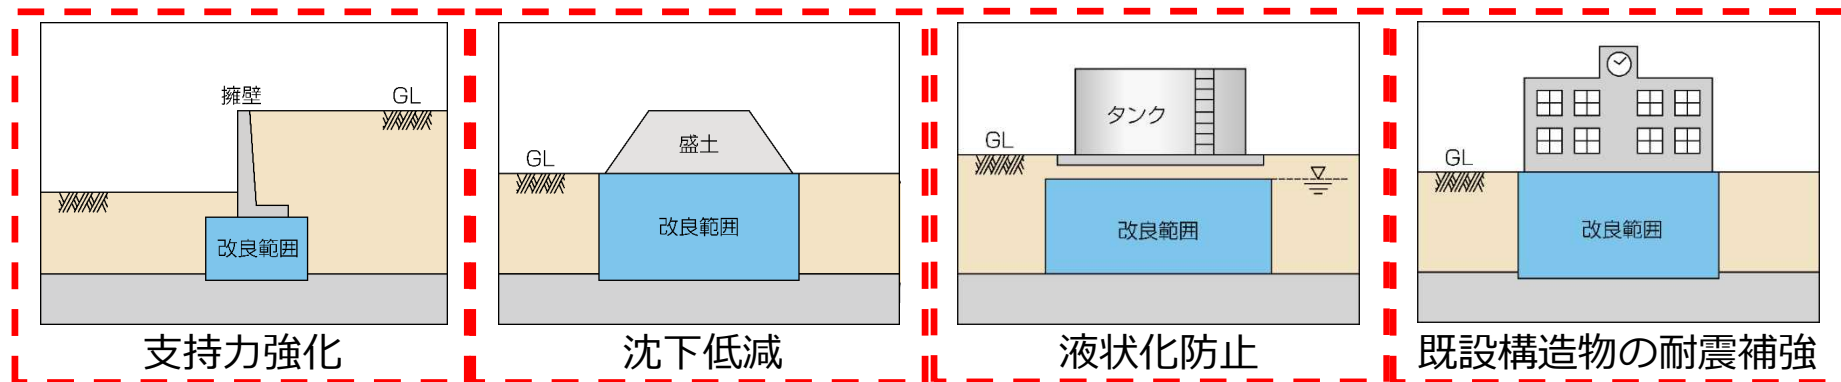 擁壁
GL
改良範囲
支持力強化
GL
盛土
改良範囲
沈下低減
タンク
GL
改良範囲
液状化防止
GL
改良範囲
既設構造物の耐震補強